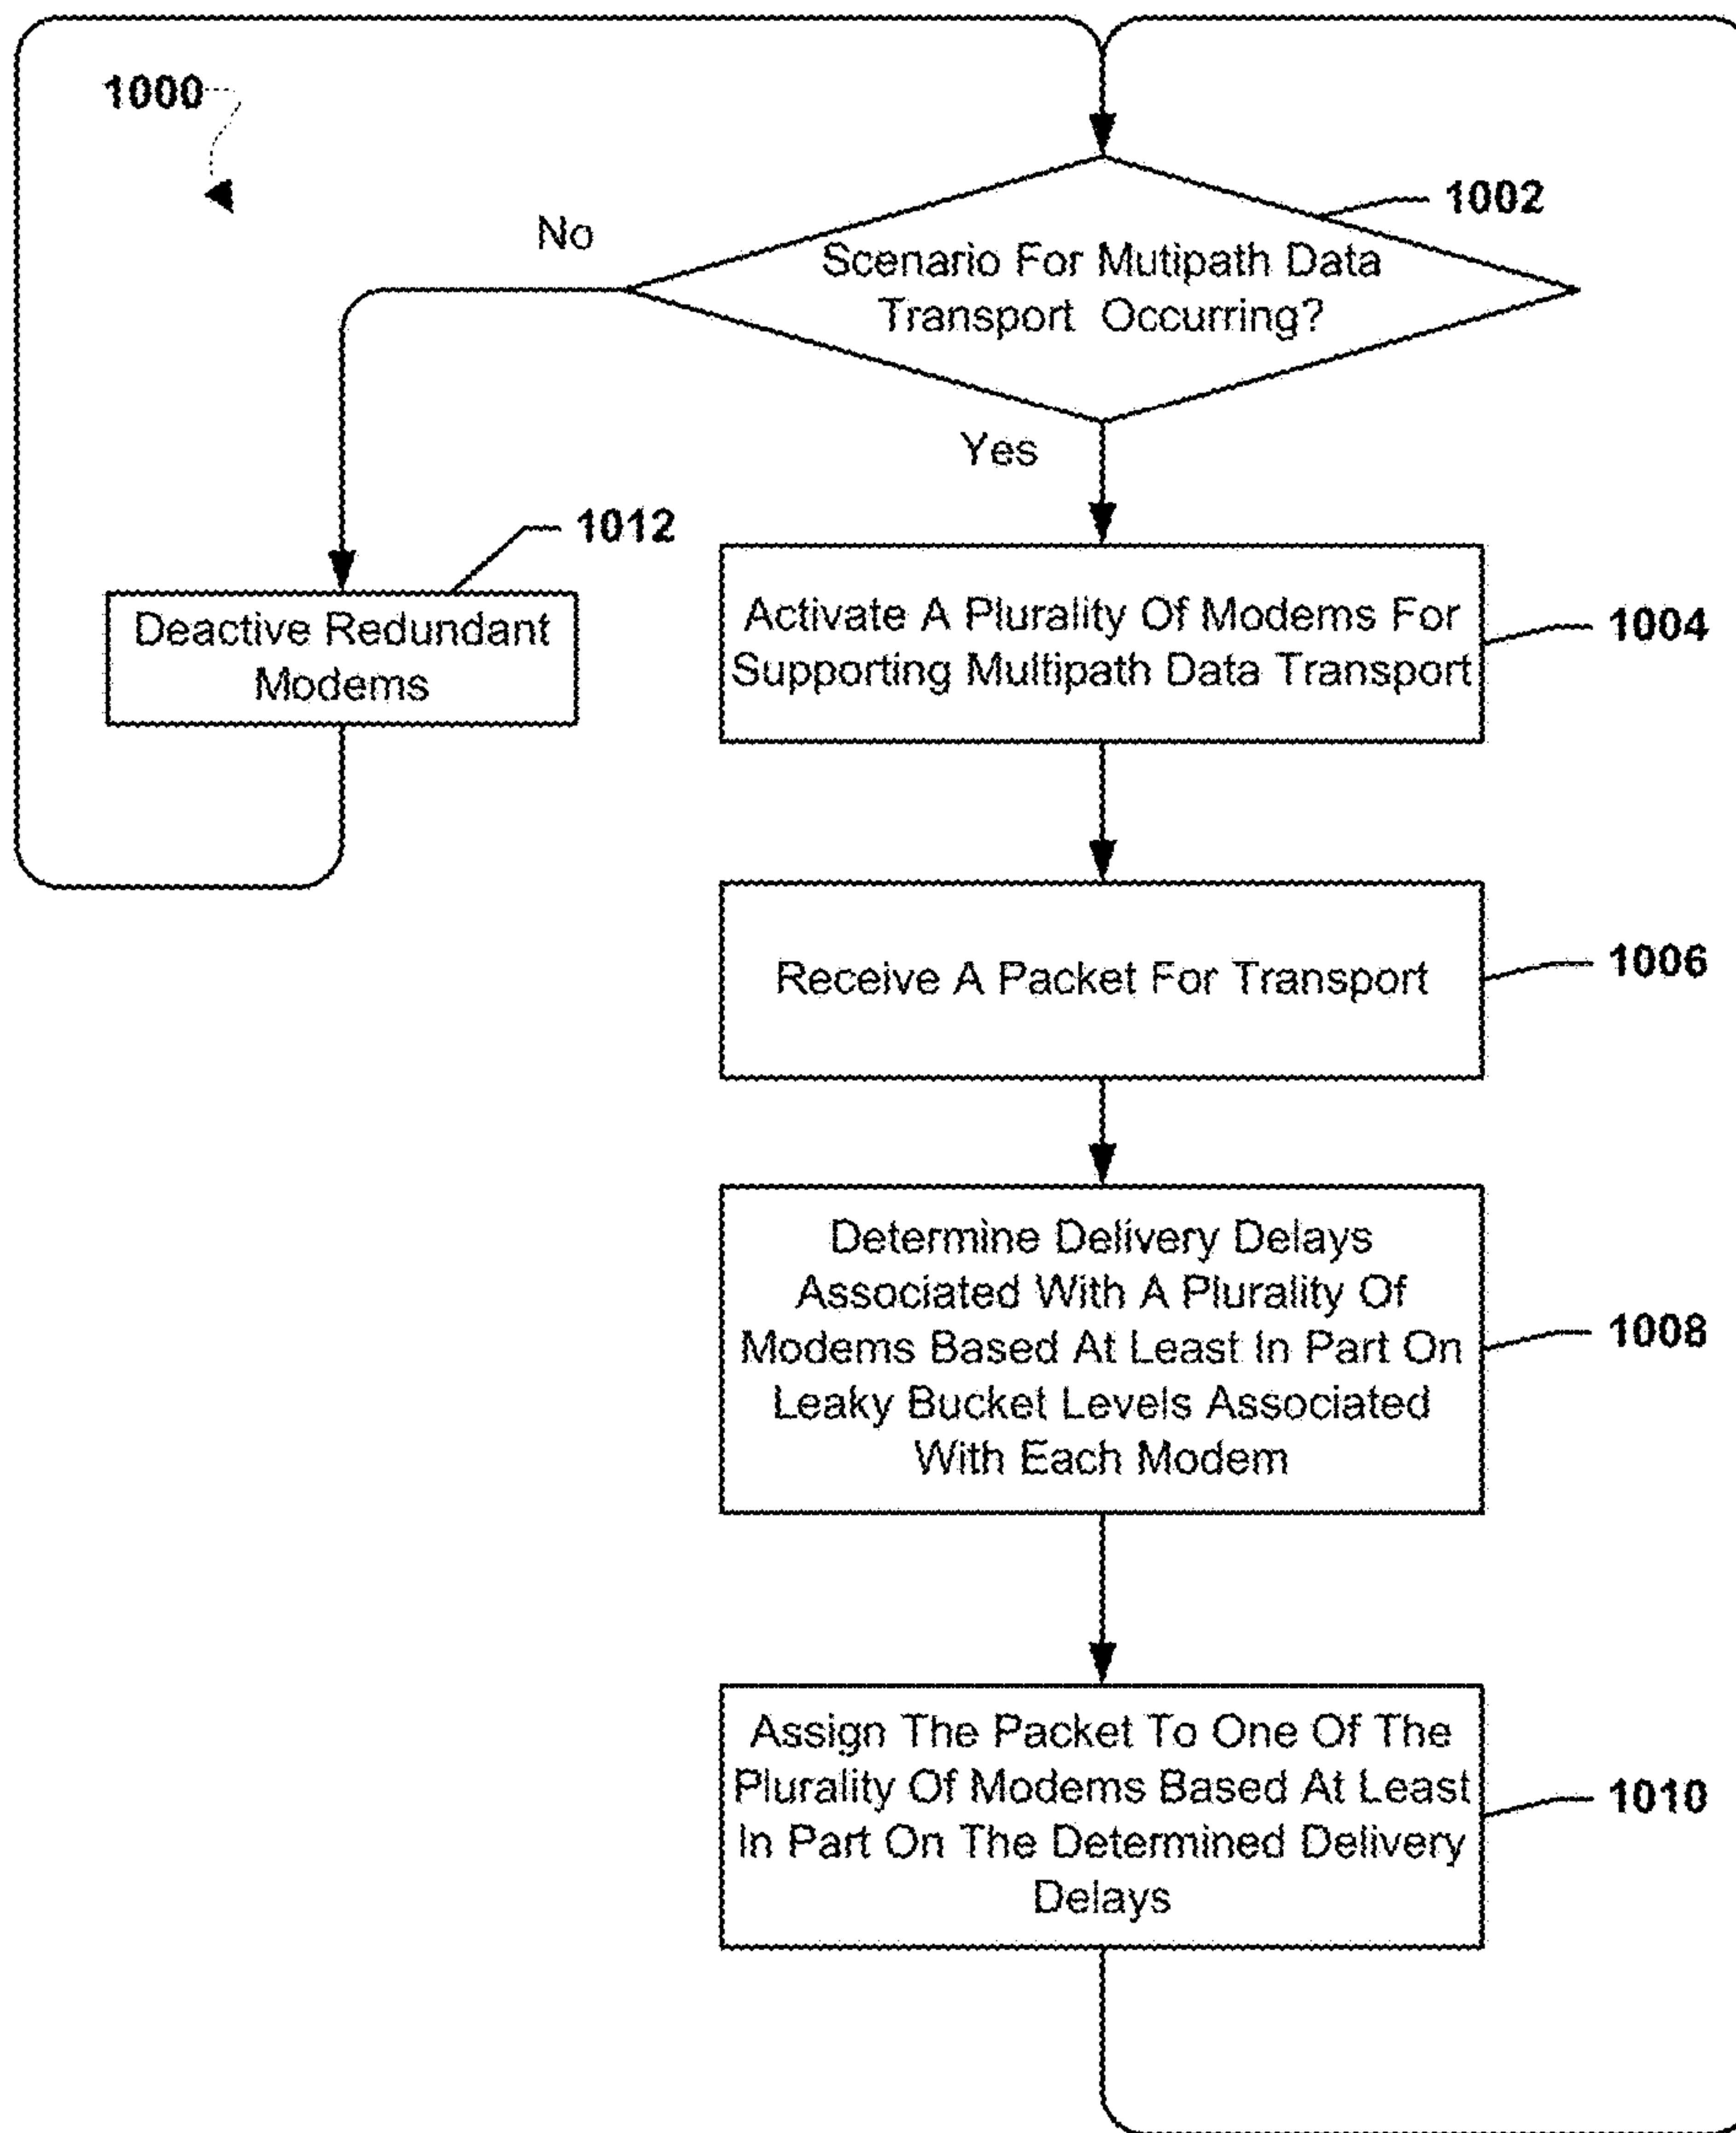 1000
1002
No
Scenario For Mutipath Data
Transport Occurring?
Yes
1012
Deactive Redundant
Modems
Activate A Plurality Of Modems For
Supporting Multipath Data Transport
1004
Receive A Packet For Transport
1006
Determine Delivery Delays
Associated With A Plurality Of
Modems Based At Least In Part On
Leaky Bucket Levels Associated
With Each Modem
1008
Assign The Packet To One Of The
Plurality Of Modems Based At Least
In Part On The Determined Delivery
Delays
1010